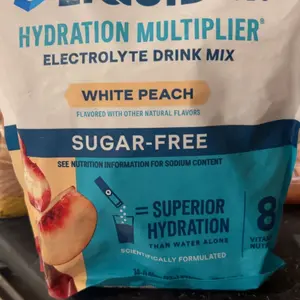 HYDRATION MULTIPLIER®
ELECTROLYTE DRINK MIX
WHITE PEACH
FLAVORED WITH OTHER NATURAL FLAVORS
SUGAR-FREE
SEE NUTRITION INFORMATION FOR SODIUM CONTENT
= SUPERIOR
HYDRATION
THAN WATER ALONE
SCIENTIFICALLY FORMULATED
8